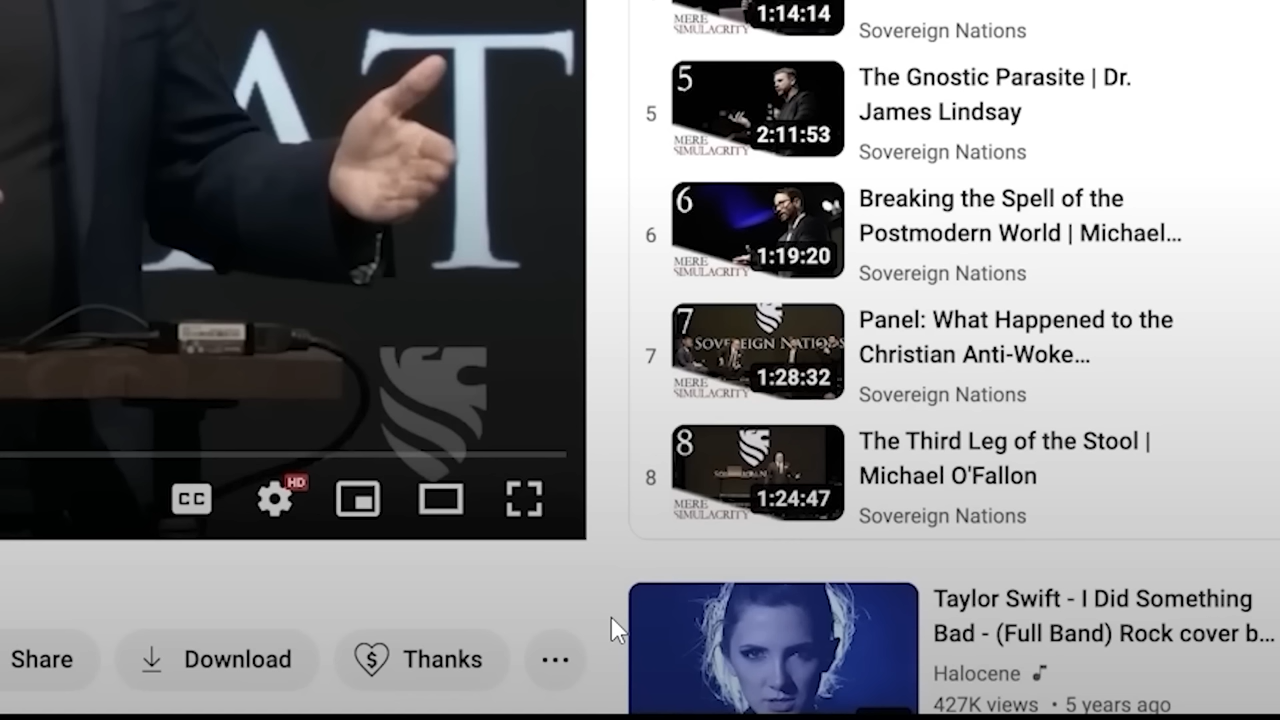 AT
CC
HD
Share
Download
Thanks
MERE
SIMULACRITY
1:14:14
Sovereign Nations
5
5
MERE
SIMULACRITY
2:11:53
The Gnostic Parasite | Dr.
James Lindsay
Sovereign Nations
6
6
MERE
SIMULACRITY
1:19:20
Breaking the Spell of the
Postmodern World | Michael...
Sovereign Nations
7
7
SOVEREIGN NATIONS
MERE
SIMULACRITY
1:28:32
Panel: What Happened to the
Christian Anti-Woke...
Sovereign Nations
8
8
MERE
SIMULACRITY
1:24:47
The Third Leg of the Stool |
Michael O'Fallon
Sovereign Nations
Taylor Swift - I Did Something
Bad - (Full Band) Rock cover b...
Halocene
427K views • 5 years ago